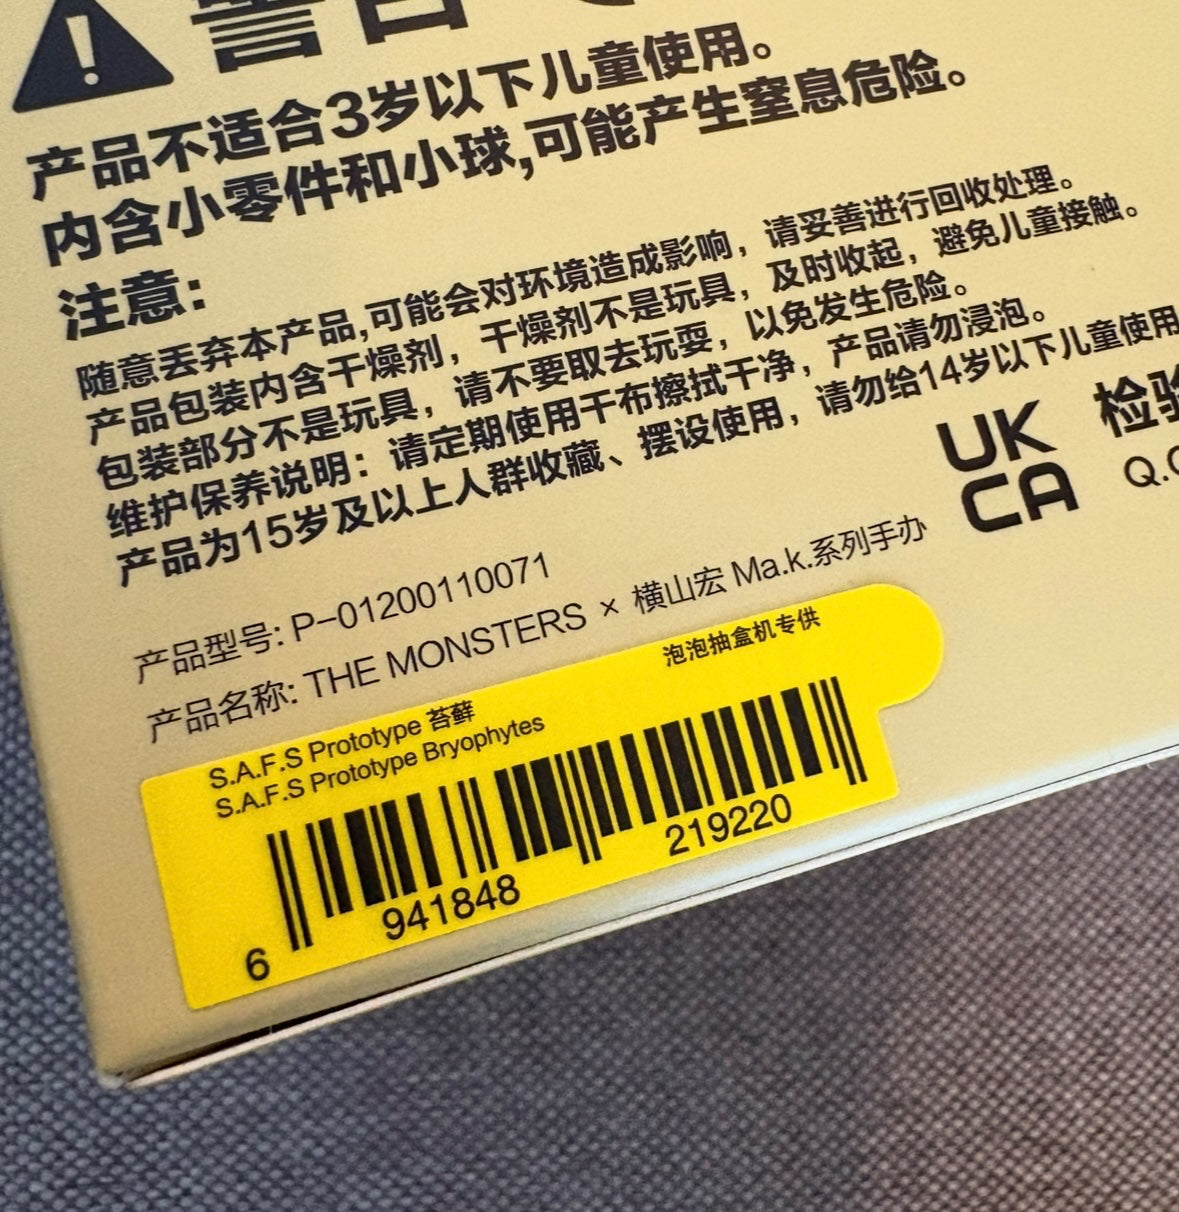 警告
产品不适合3岁以下儿童使用。
内含小零件和小球,可能产生窒息危险。
注意:
随意丢弃本产品,可能会对环境造成影响，请妥善进行回收处理。
产品包装内含干燥剂，干燥剂不是玩具，及时收起，避免儿童接触。
包装部分不是玩具，请不要取去玩耍，以免发生危险。
维护保养说明：请定期使用干布擦拭干净，产品请勿浸泡。
产品为15岁及以上人群收藏、摆设使用，请勿给14岁以下儿童使用
UK
CA
检验
Q.C
产品型号: P-01200110071
产品名称: THE MONSTERS × 横山宏 Ma.k.系列手办
泡泡抽盒机专供
S.A.F.S Prototype 苔藓
S.A.F.S Prototype Bryophytes
6 941848 219220